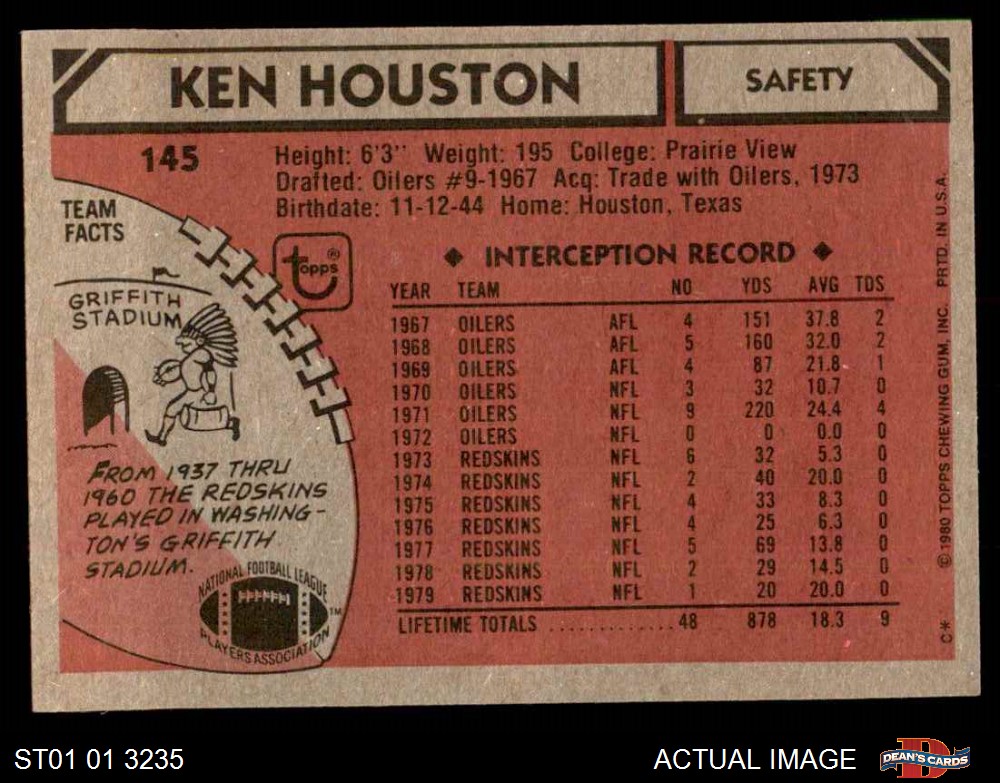 KEN HOUSTON
SAFETY
145
Height: 6'3" Weight: 195 College: Prairie View
Drafted: Oilers #9-1967 Acq: Trade with Oilers, 1973
Birthdate: 11-12-44 Home: Houston, Texas
TEAM
FACTS
GRIFFITH
STADIUM
FROM 1937 THRU
1960 THE REDSKINS
PLAYED IN WASHING-
TON'S GRIFFITH
STADIUM.
NATIONAL FOOTBALL LEAGUE
PLAYERS ASSOCIATION
TM
topps®
◆ INTERCEPTION RECORD ◆
YEAR TEAM NO YDS AVG TDS
1967 OILERS AFL 4 151 37.8 2
1968 OILERS AFL 5 160 32.0 2
1969 OILERS AFL 4 87 21.8 1
1970 OILERS NFL 3 32 10.7 0
1971 OILERS NFL 9 220 24.4 4
1972 OILERS NFL 0 0 0.0 0
1973 REDSKINS NFL 6 32 5.3 0
1974 REDSKINS NFL 2 40 20.0 0
1975 REDSKINS NFL 4 33 8.3 0
1976 REDSKINS NFL 4 25 6.3 0
1977 REDSKINS NFL 5 69 13.8 0
1978 REDSKINS NFL 2 29 14.5 0
1979 REDSKINS NFL 1 20 20.0 0
LIFETIME TOTALS ............. 48 878 18.3 9
C* © 1980 TOPPS CHEWING GUM, INC. PRTD. IN U.S.A.
ST01 01 3235
ACTUAL IMAGE
D
DEAN'S CARDS